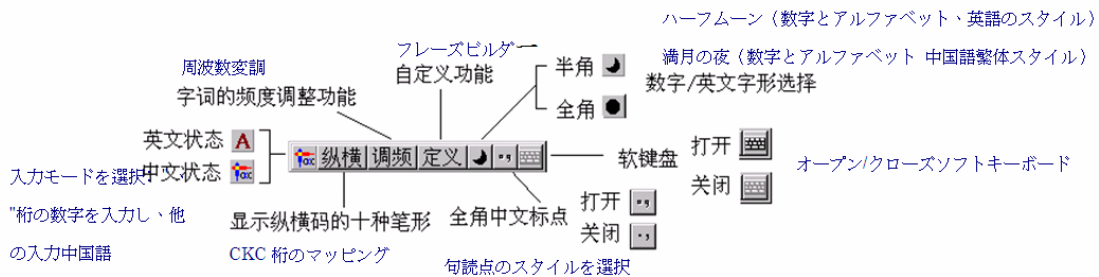 ハーフムーン（数字とアルファベット、英語のスタイル）
満月の夜（数字とアルファベット 中国語繁体スタイル）
フレーズビルダー
自定义功能
周波数変調
字词的频度调整功能
半角
全角
数字/英文字形选择
英文状态 A
中文状态
纵横 调频 定义
软键盘
打开
关闭
オープン/クローズソフトキーボード
入力モードを選択:
"桁の数字を入力し、他
の入力中国語
显示纵横码的十种笔形
CKC 桁のマッピング
全角中文标点
打开
关闭
句読点のスタイルを選択